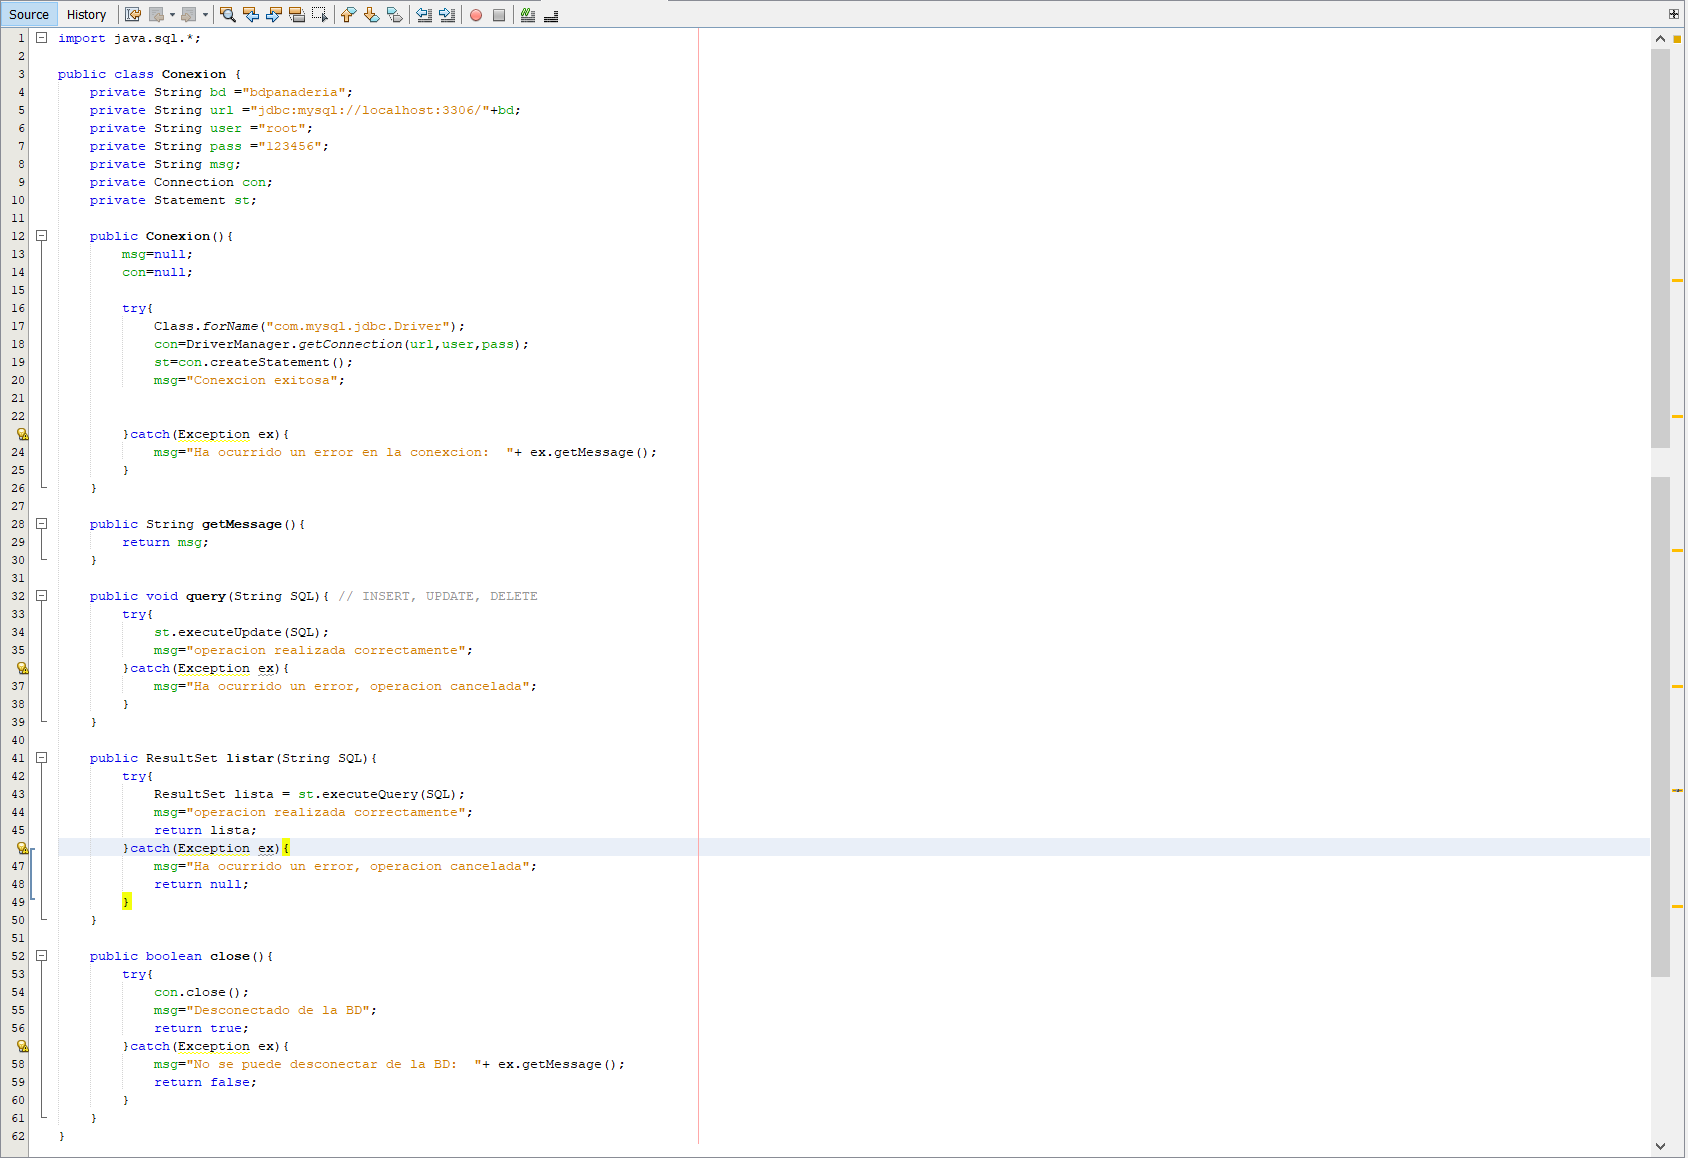 Source History
1 import java.sql.*;
2
3 public class Conexion {
4     private String bd ="bdpanaderia";
5     private String url ="jdbc:mysql://localhost:3306/"+bd;
6     private String user ="root";
7     private String pass ="123456";
8     private String msg;
9     private Connection con;
10     private Statement st;
11
12     public Conexion(){
13         msg=null;
14         con=null;
15
16         try{
17             Class.forName("com.mysql.jdbc.Driver");
18             con=DriverManager.getConnection(url,user,pass);
19             st=con.createStatement();
20             msg="Conexcion exitosa";
21
22
        }catch(Exception ex){
24             msg="Ha ocurrido un error en la conexcion:  "+ ex.getMessage();
25         }
26     }
27
28     public String getMessage(){
29         return msg;
30     }
31
32     public void query(String SQL){ // INSERT, UPDATE, DELETE
33         try{
34             st.executeUpdate(SQL);
35             msg="operacion realizada correctamente";
        }catch(Exception ex){
37             msg="Ha ocurrido un error, operacion cancelada";
38         }
39     }
40
41     public ResultSet listar(String SQL){
42         try{
43             ResultSet lista = st.executeQuery(SQL);
44             msg="operacion realizada correctamente";
45             return lista;
        }catch(Exception ex){
47             msg="Ha ocurrido un error, operacion cancelada";
48             return null;
49         }
50     }
51
52     public boolean close(){
53         try{
54             con.close();
55             msg="Desconectado de la BD";
56             return true;
        }catch(Exception ex){
58             msg="No se puede desconectar de la BD:  "+ ex.getMessage();
59             return false;
60         }
61     }
62 }